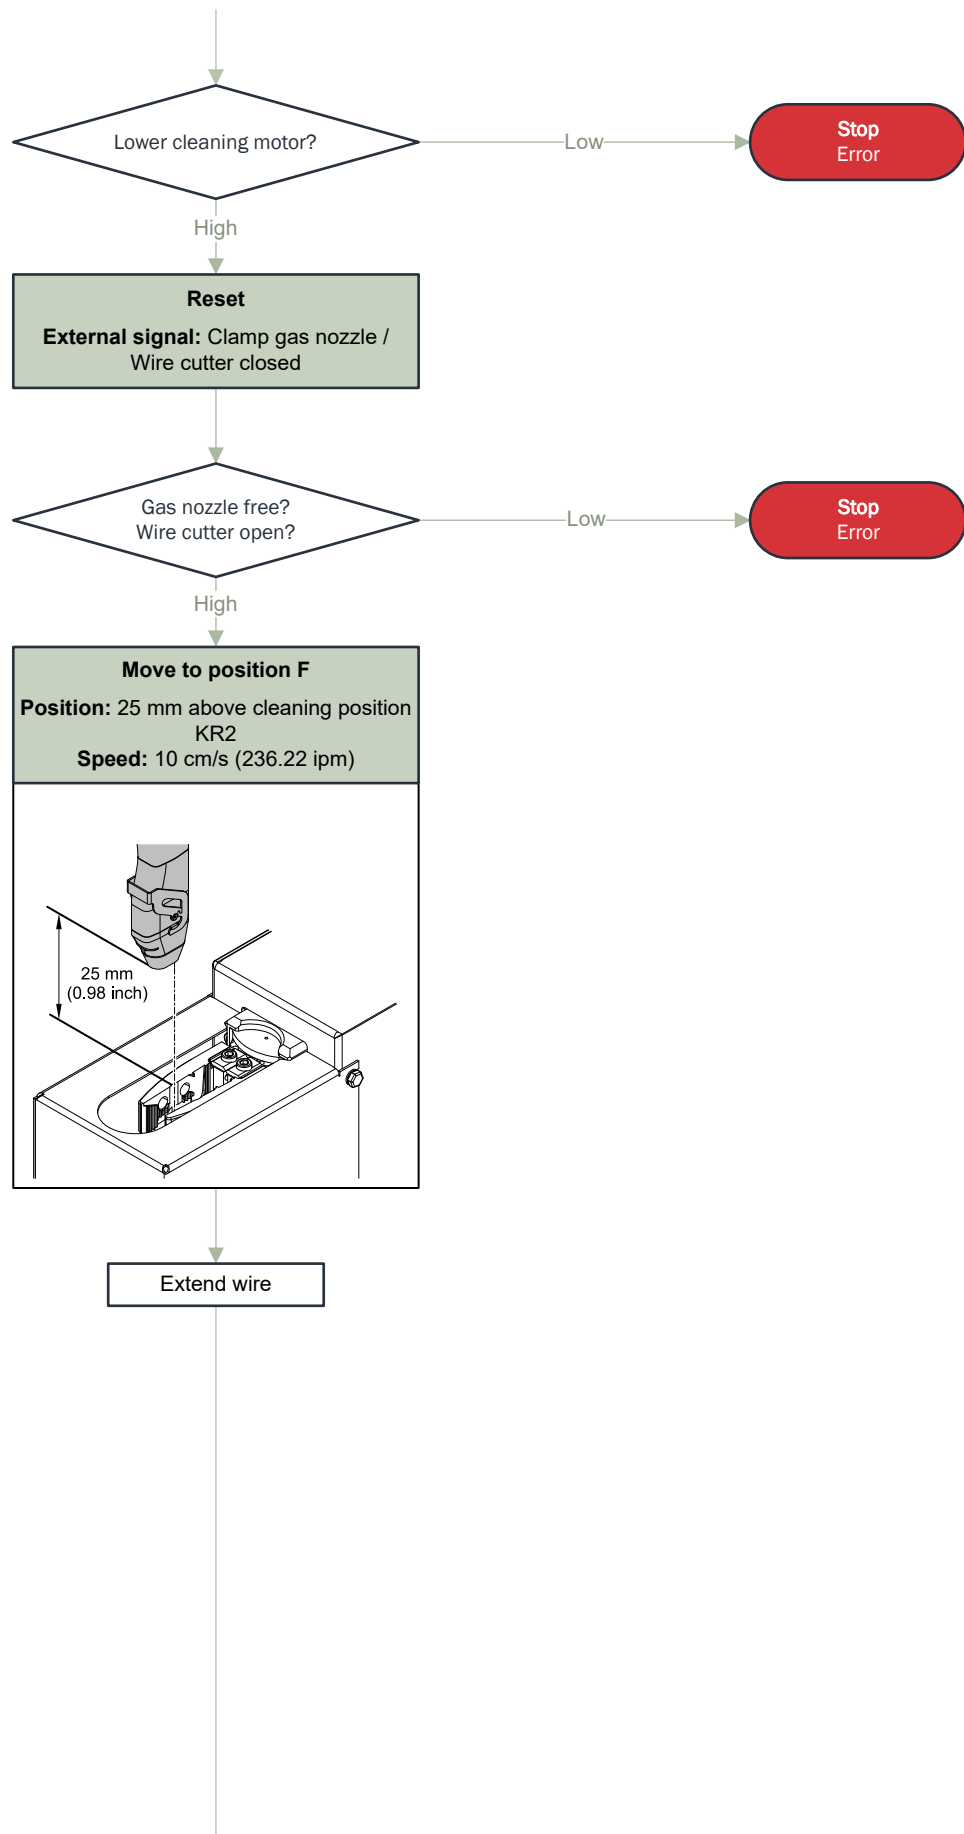 Lower cleaning motor?
Low
Stop
Error
High
Reset
External signal: Clamp gas nozzle /
Wire cutter closed
Gas nozzle free?
Wire cutter open?
Low
Stop
Error
High
Move to position F
Position: 25 mm above cleaning position
KR2
Speed: 10 cm/s (236.22 ipm)
25 mm
(0.98 inch)
Extend wire